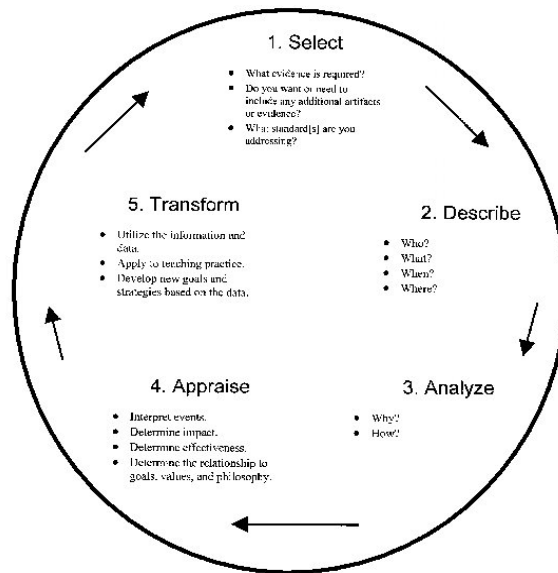 1. Select
• What evidence is required?
• Do you want or need to
include any additional artifacts
or evidence?
• What standard[s] are you
addressing?
2. Describe
• Who?
• What?
• When?
• Where?
3. Analyze
• Why?
• How?
4. Appraise
• Interpret events.
• Determine impact.
• Determine effectiveness.
• Determine the relationship to
goals, values, and philosophy.
5. Transform
• Utilize the information and
data.
• Apply to teaching practice.
• Develop new goals and
strategies based on the data.